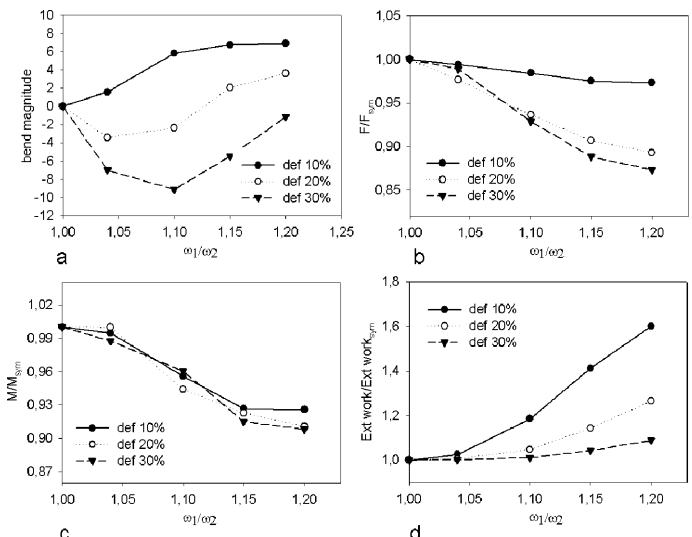 bend magnitude
8
6
4
2
0
-2
-4
-6
-8
-10
-12
def 10%
def 20%
def 30%
1,00 1,05 1,10 1,15 1,20 1,25
ω1/ω2
a
F/Fsym
1,00
0,95
0,90
0,85
def 10%
def 20%
def 30%
1,00 1,05 1,10 1,15 1,20
ω1/ω2
b
M/Msym
1,02
0,99
0,96
0,93
0,90
0,87
def 10%
def 20%
def 30%
1,00 1,05 1,10 1,15 1,20
ω1/ω2
c
Ext work/Ext worksym
1,8
1,6
1,4
1,2
1,0
def 10%
def 20%
def 30%
1,00 1,05 1,10 1,15 1,20
ω1/ω2
d